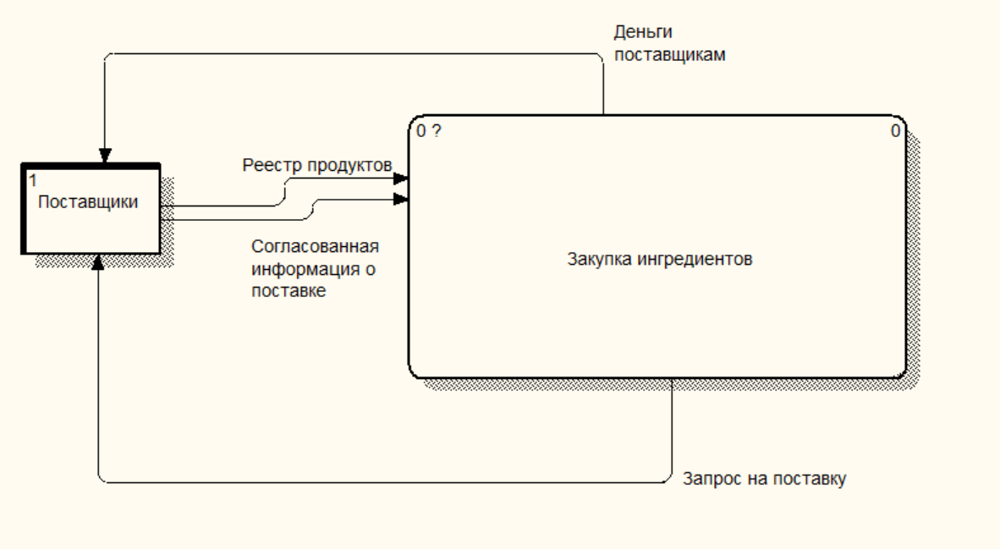 Деньги
поставщикам
0 ?
0
1
Поставщики
Реестр продуктов
Согласованная
информация о
поставке
Закупка ингредиентов
Запрос на поставку